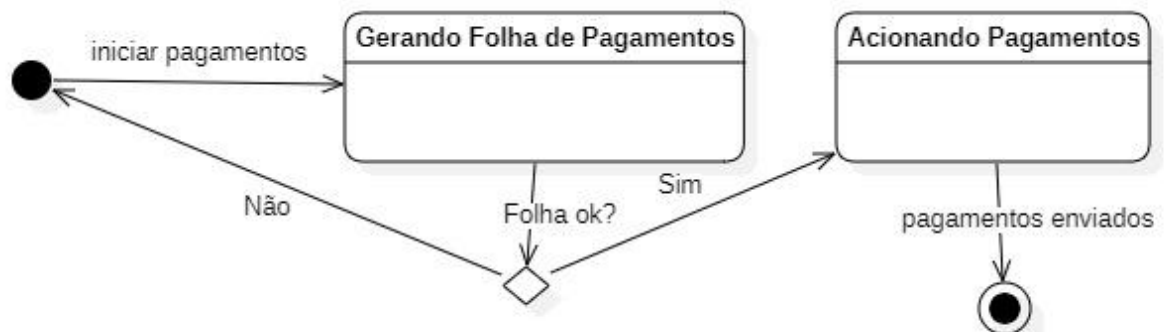 iniciar pagamentos
Gerando Folha de Pagamentos
Acionando Pagamentos
Não
Folha ok?
Sim
pagamentos enviados